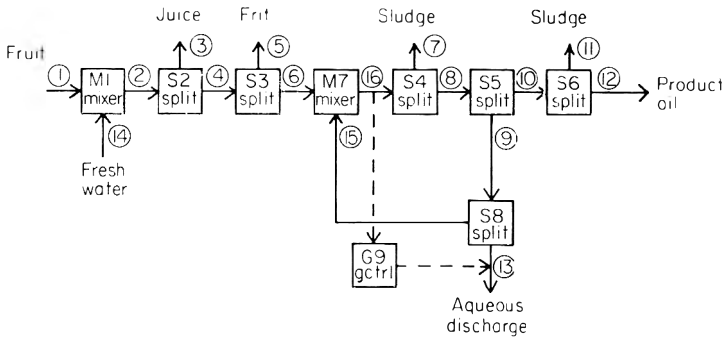 Juice
Frit
Sludge
Sludge
Fruit
3
5
7
11
1
M1
mixer
2
S2
split
4
S3
split
6
M7
mixer
16
S4
split
8
S5
split
10
S6
split
12
Product
oil
14
Fresh
water
15
9
S8
split
G9
gctrl
13
Aqueous
discharge